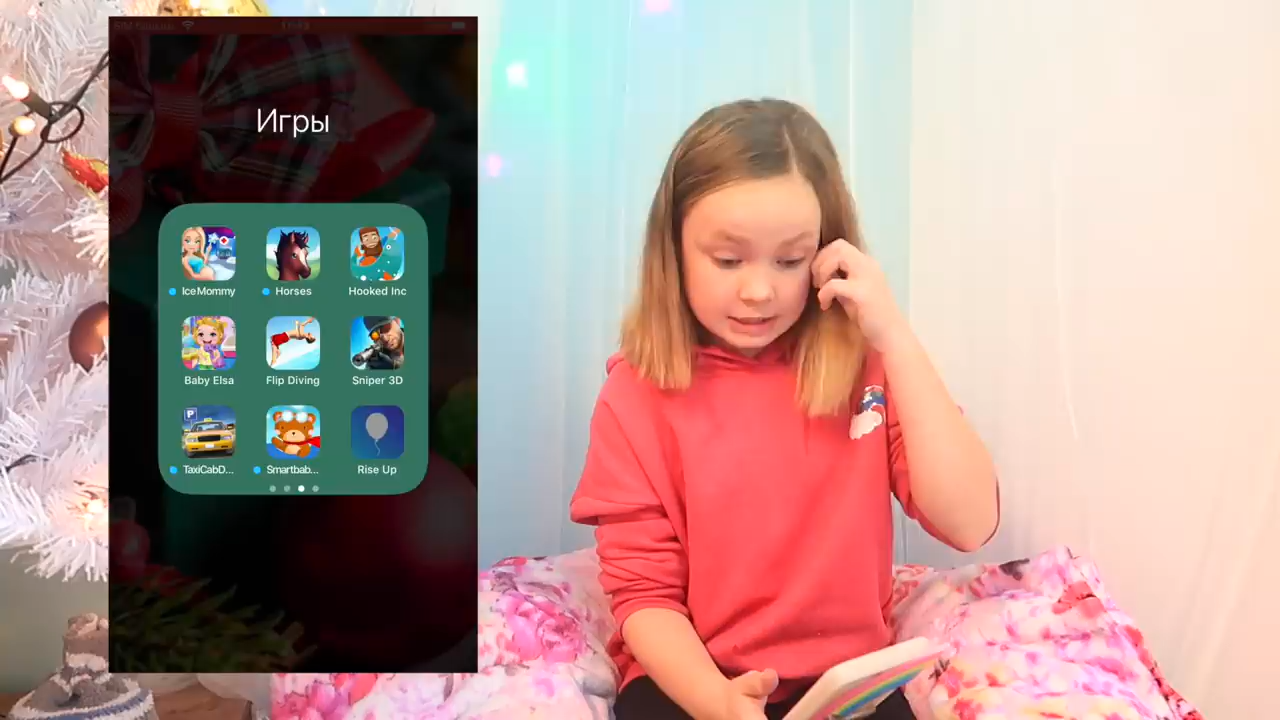 Игры
IceMommy
Horses
Hooked Inc
Baby Elsa
Flip Diving
Sniper 3D
P
TaxiCabD...
Smartbab...
Rise Up